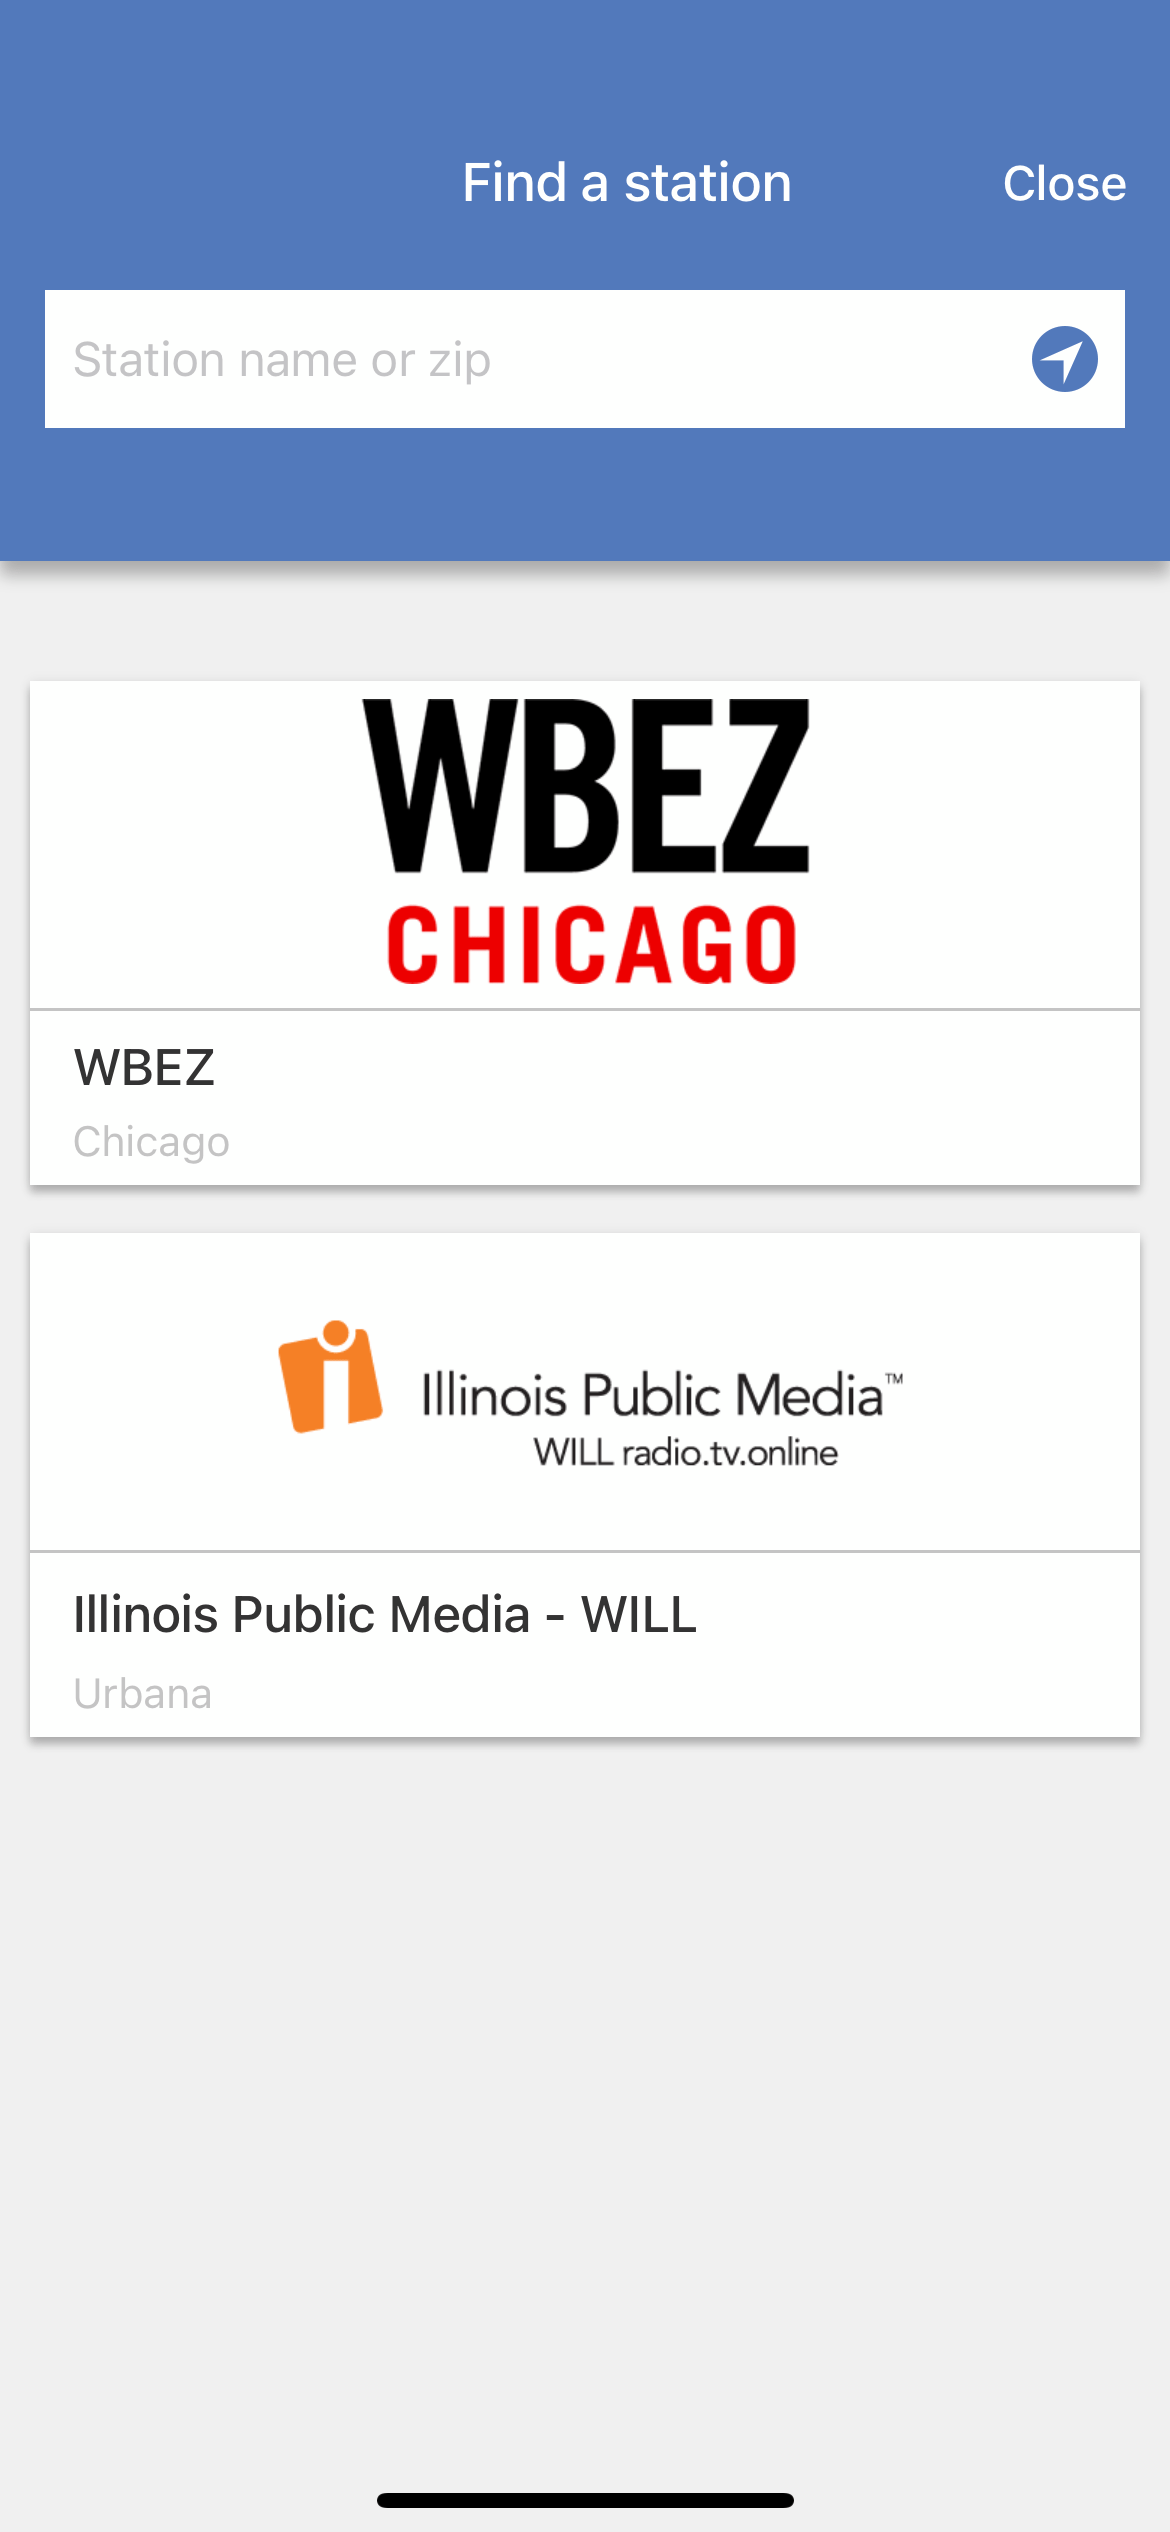 Find a station
Close
Station name or zip
WBEZ
CHICAGO
WBEZ
Chicago
Illinois Public Media™
WILL radio.tv.online
Illinois Public Media - WILL
Urbana